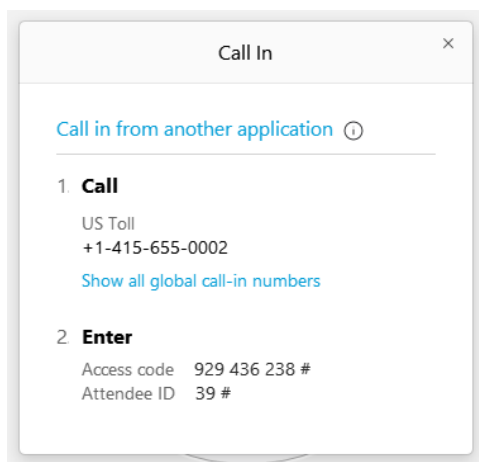 Call In
Call in from another application
1. Call
US Toll
+1-415-655-0002
Show all global call-in numbers
2. Enter
Access code 929 436 238 #
Attendee ID 39 #